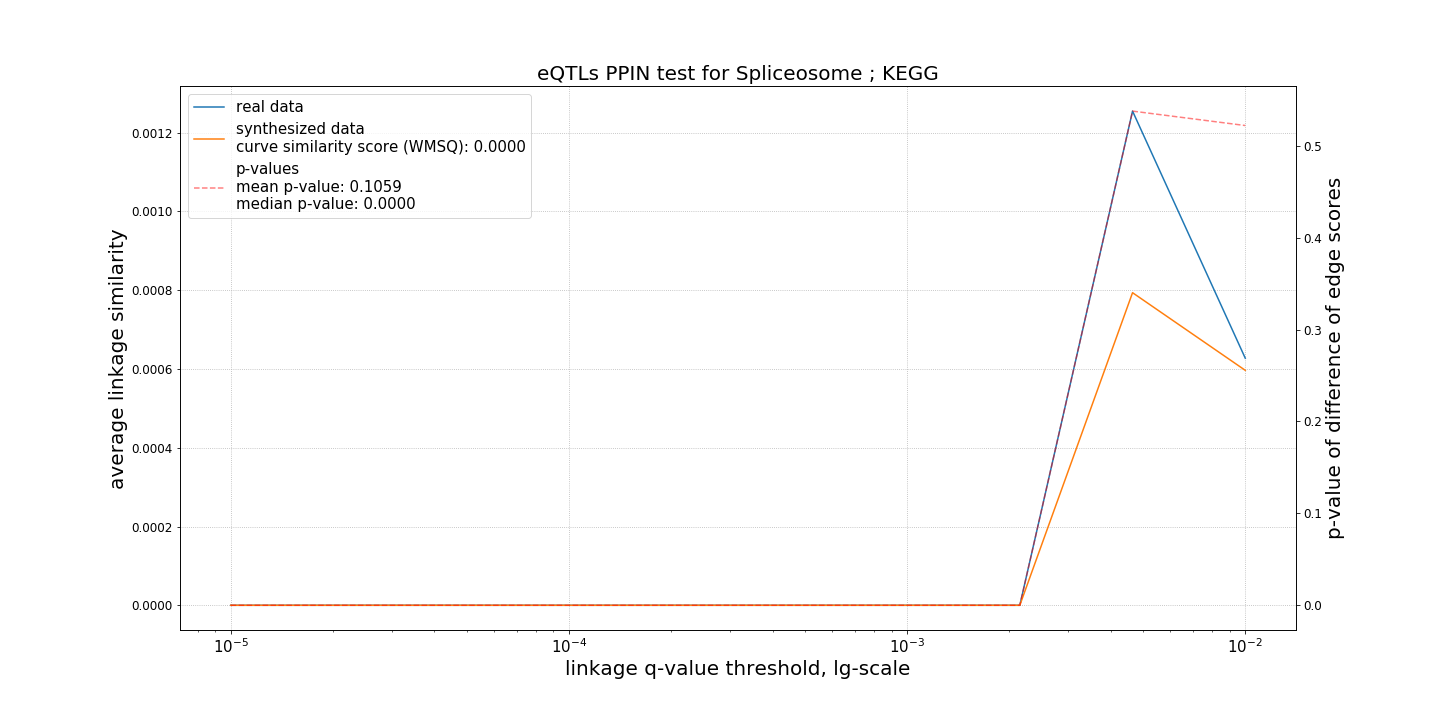 eQTLs PPIN test for Spliceosome ; KEGG
real data
synthesized data
curve similarity score (WMSQ): 0.0000
p-values
mean p-value: 0.1059
median p-value: 0.0000
average linkage similarity
0.0012
0.0010
0.0008
0.0006
0.0004
0.0002
0.0000
p-value of difference of edge scores
0.5
0.4
0.3
0.2
0.1
0.0
10⁻⁵ 10⁻⁴ 10⁻³ 10⁻²
linkage q-value threshold, lg-scale